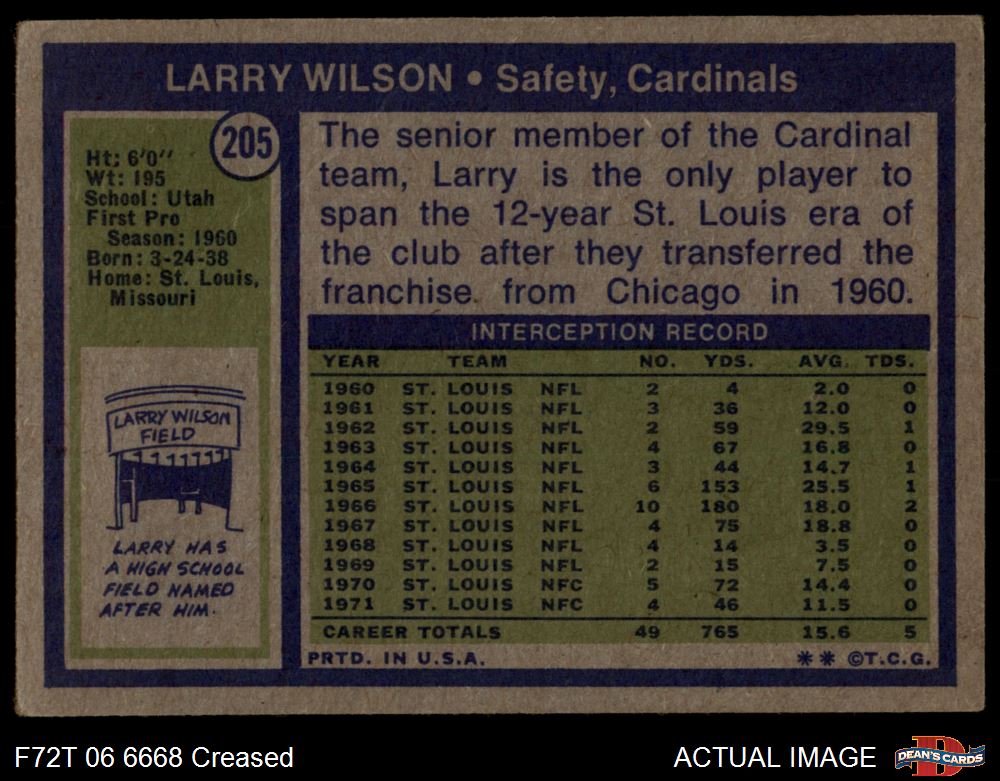 LARRY WILSON • Safety, Cardinals
205
Ht: 6'0''
Wt: 195
School: Utah
First Pro
Season: 1960
Born: 3-24-38
Home: St. Louis,
Missouri
LARRY WILSON
FIELD
LARRY HAS
A HIGH SCHOOL
FIELD NAMED
AFTER HIM.
The senior member of the Cardinal
team, Larry is the only player to
span the 12-year St. Louis era of
the club after they transferred the
franchise from Chicago in 1960.
INTERCEPTION RECORD
YEAR TEAM NO. YDS. AVG. TDS.
1960 ST. LOUIS NFL 2 4 2.0 0
1961 ST. LOUIS NFL 3 36 12.0 0
1962 ST. LOUIS NFL 2 59 29.5 1
1963 ST. LOUIS NFL 4 67 16.8 0
1964 ST. LOUIS NFL 3 44 14.7 1
1965 ST. LOUIS NFL 6 153 25.5 1
1966 ST. LOUIS NFL 10 180 18.0 2
1967 ST. LOUIS NFL 4 75 18.8 0
1968 ST. LOUIS NFL 4 14 3.5 0
1969 ST. LOUIS NFL 2 15 7.5 0
1970 ST. LOUIS NFC 5 72 14.4 0
1971 ST. LOUIS NFC 4 46 11.5 0
CAREER TOTALS 49 765 15.6 5
PRTD. IN U.S.A. ** ©T.C.G.
F72T 06 6668 Creased
ACTUAL IMAGE
D
DEAN'S CARDS